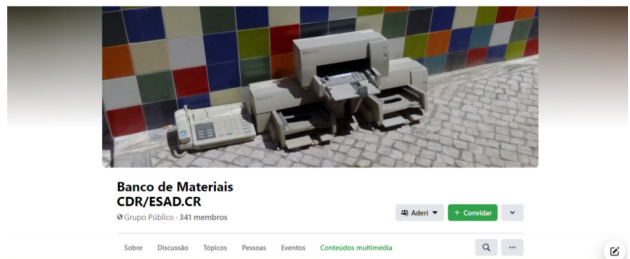 Banco de Materiais
CDR/ESAD.CR
Grupo Público · 341 membros
Aderi
+ Convidar
Sobre Discussão Tópicos Pessoas Eventos Conteúdos multimédia